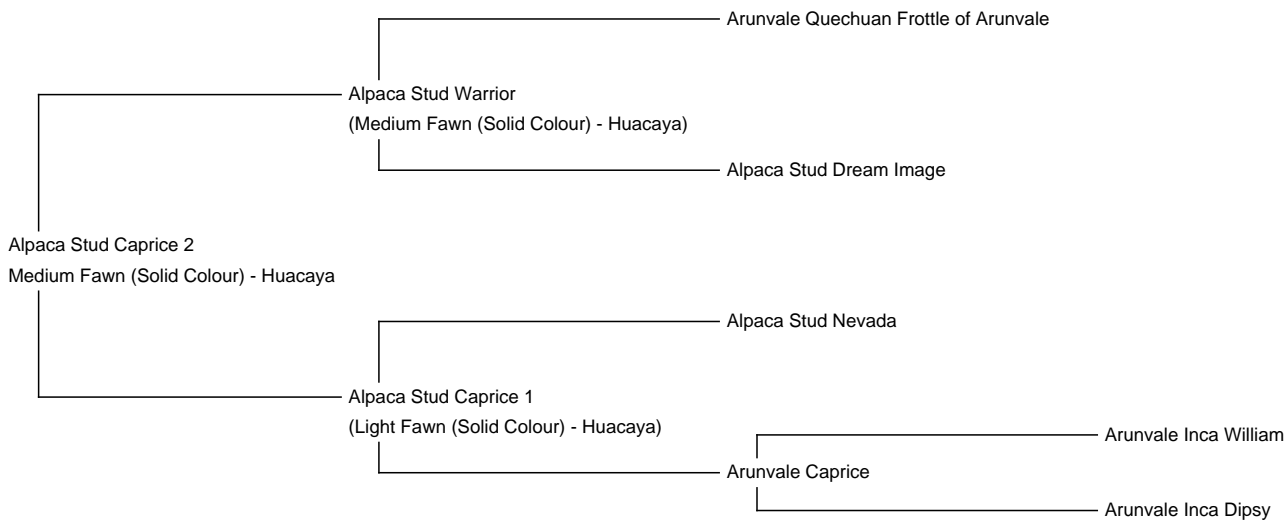 Arunvale Quechuan Frottle of Arunvale
Alpaca Stud Warrior
(Medium Fawn (Solid Colour) - Huacaya)
Alpaca Stud Dream Image
Alpaca Stud Caprice 2
Medium Fawn (Solid Colour) - Huacaya
Alpaca Stud Nevada
Alpaca Stud Caprice 1
(Light Fawn (Solid Colour) - Huacaya)
Arunvale Inca William
Arunvale Caprice
Arunvale Inca Dipsy